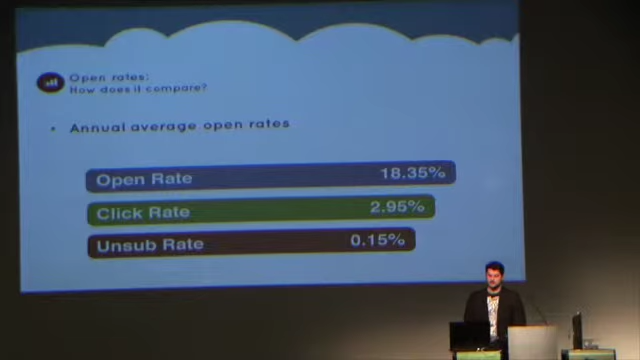 Open rates:
How does it compare?
• Annual average open rates
Open Rate 18.35%
Click Rate 2.95%
Unsub Rate 0.15%